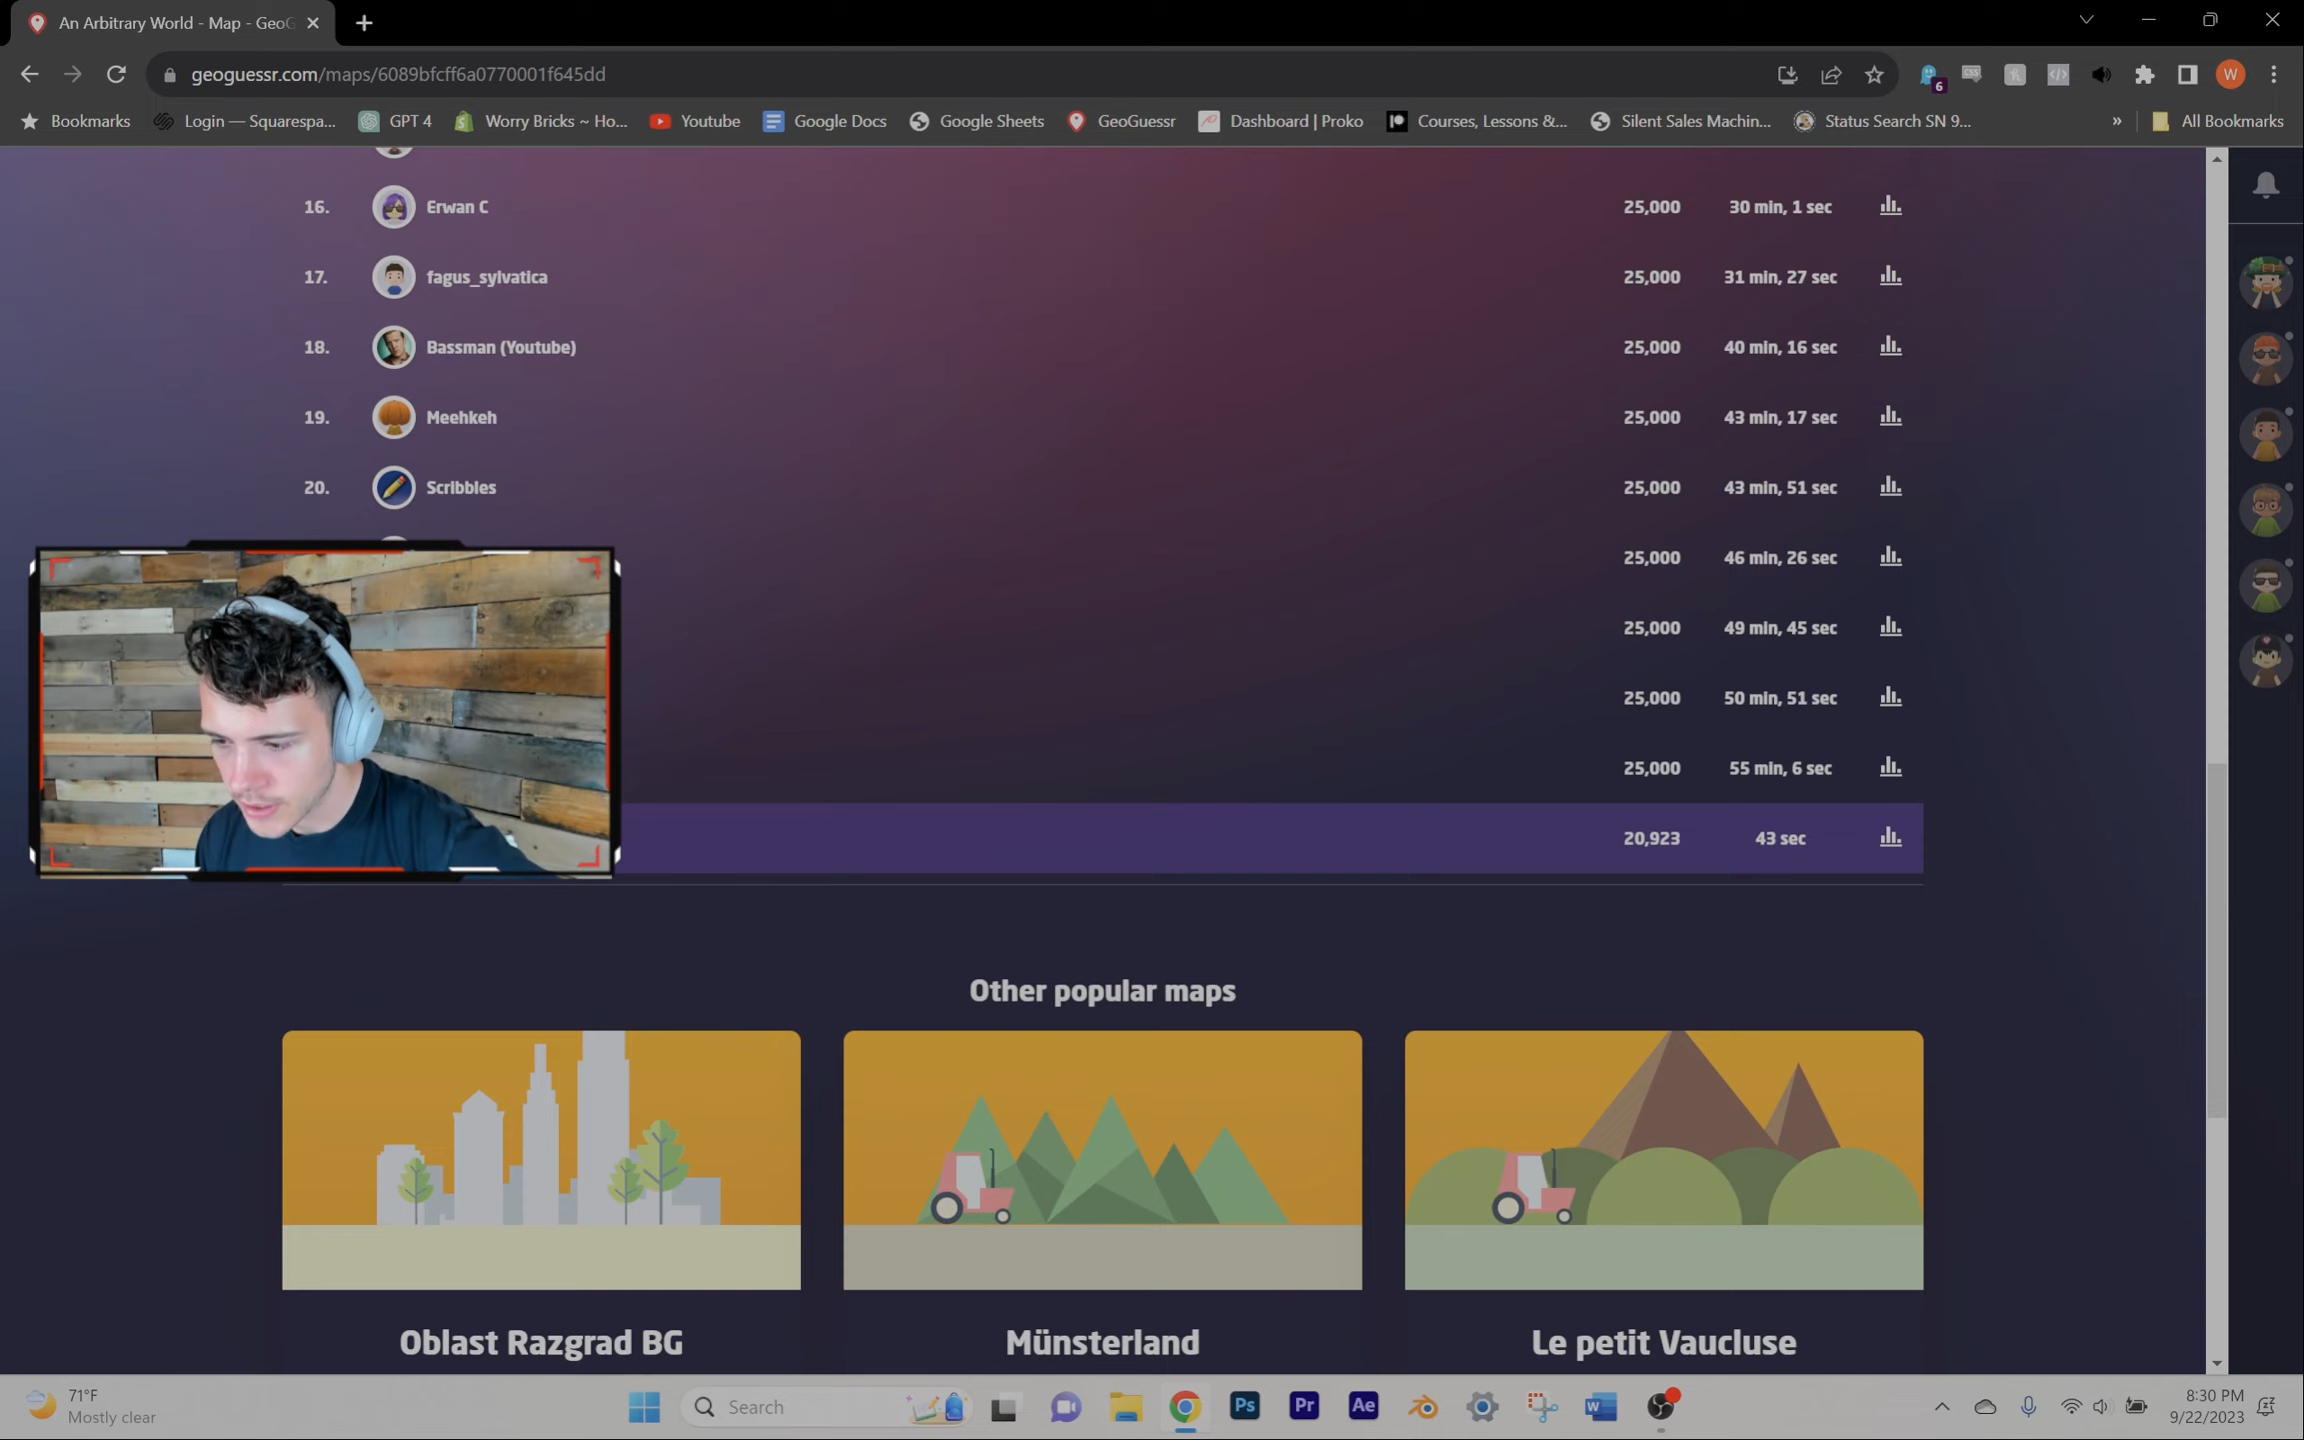 An Arbitrary World - Map - GeoG
geoguessr.com/maps/6089bfcff6a0770001f645dd
6
W
Bookmarks
Login — Squarespa...
GPT 4
Worry Bricks ~ Ho...
Youtube
Google Docs
Google Sheets
GeoGuessr
Dashboard | Proko
Courses, Lessons &...
Silent Sales Machin...
Status Search SN 9...
»
All Bookmarks
16. Erwan C 25,000 30 min, 1 sec
17. fagus_sylvatica 25,000 31 min, 27 sec
18. Bassman (Youtube) 25,000 40 min, 16 sec
19. Meehkeh 25,000 43 min, 17 sec
20. Scribbles 25,000 43 min, 51 sec
25,000 46 min, 26 sec
25,000 49 min, 45 sec
25,000 50 min, 51 sec
25,000 55 min, 6 sec
20,923 43 sec
Other popular maps
Oblast Razgrad BG
Münsterland
Le petit Vaucluse
71°F
Mostly clear
Search
Ps
Pr
Ae
W
8:30 PM
9/22/2023